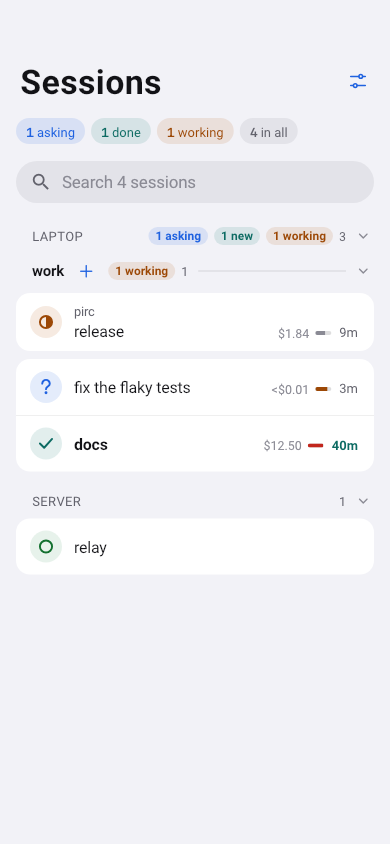 Sessions
1 asking 1 done 1 working 4 in all
Search 4 sessions
LAPTOP 1 asking 1 new 1 working 3
work + 1 working 1
pirc
release $1.84 9m
? fix the flaky tests <$0.01 3m
docs $12.50 40m
SERVER 1
relay